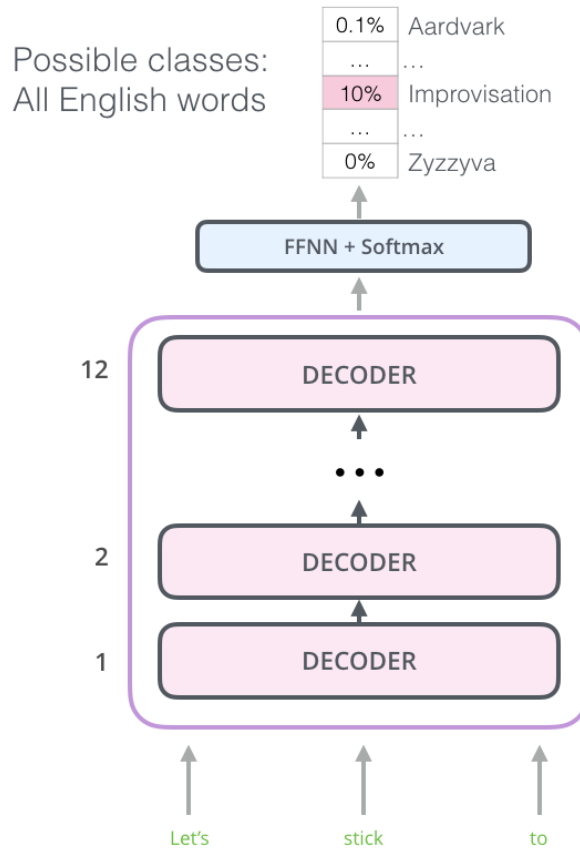 Possible classes:
All English words
0.1% Aardvark
... ...
10% Improvisation
... ...
0% Zyzzyva
FFNN + Softmax
12 DECODER
...
2 DECODER
1 DECODER
Let's stick to